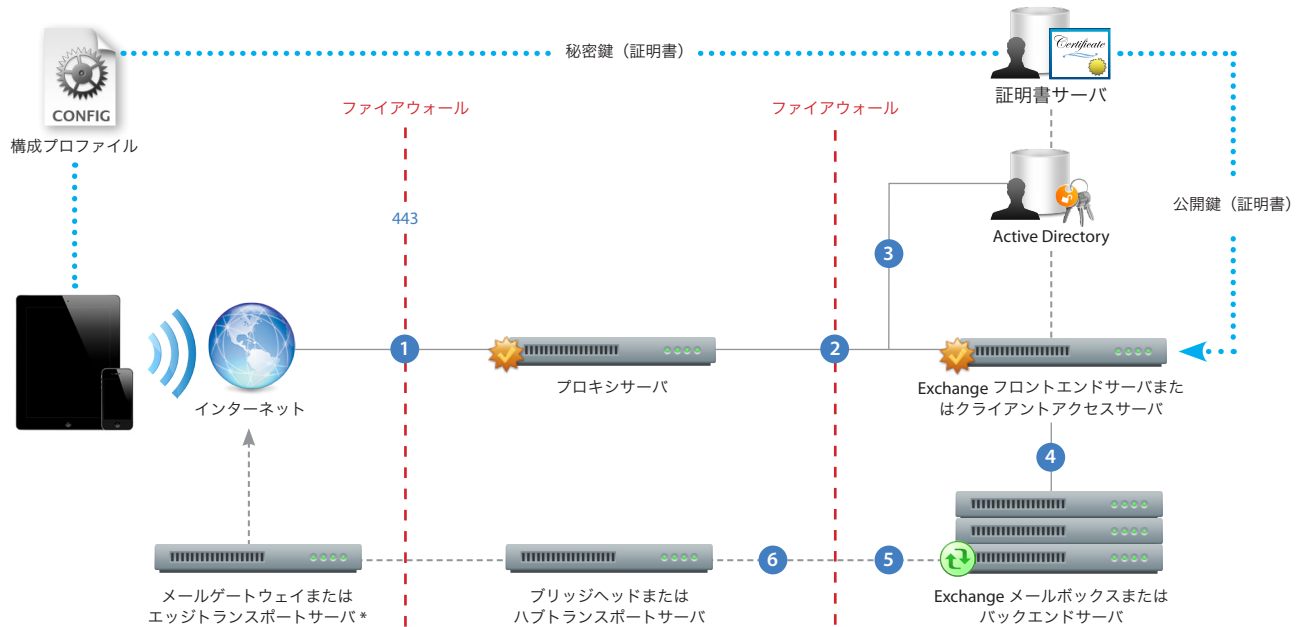 秘密鍵（証明書）
Certificate
CONFIG
構成プロファイル
証明書サーバ
ファイアウォール
ファイアウォール
443
公開鍵（証明書）
Active Directory
3
1
2
インターネット
プロキシサーバ
Exchange フロントエンドサーバまた
はクライアントアクセスサーバ
4
6
5
メールゲートウェイまたは
エッジトランスポートサーバ *
ブリッジヘッドまたは
ハブトランスポートサーバ
Exchange メールボックスまたは
バックエンドサーバ